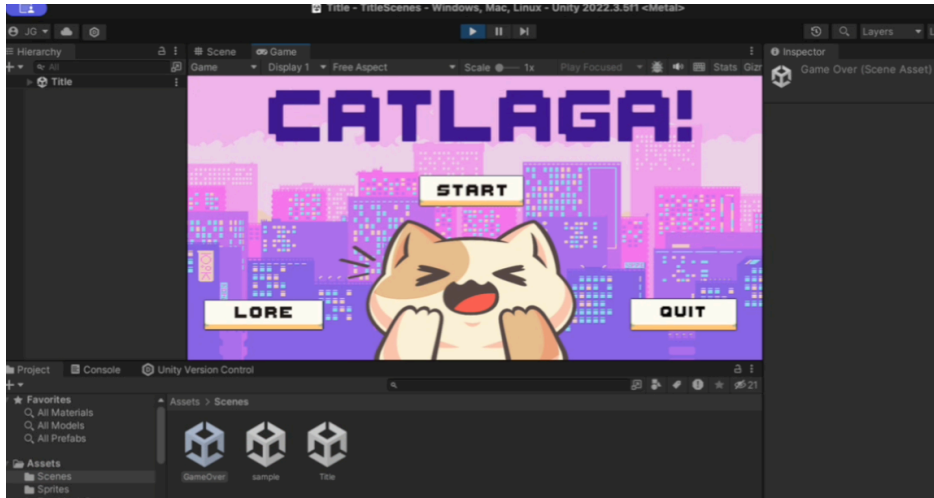 Title - TitleScenes - Windows, Mac, Linux - Unity 2022.3.5f1 <Metal>
JG
Layers
Hierarchy
Scene
Game
Inspector
All
Game
Display 1
Free Aspect
Scale
1x
Play Focused
Stats
Title
Game Over (Scene Asset)
CATLAGA!
START
LORE
QUIT
Project
Console
Unity Version Control
21
Favorites
All Materials
All Models
All Prefabs
Assets
Scenes
Sprites
Assets > Scenes
GameOver
sample
Title